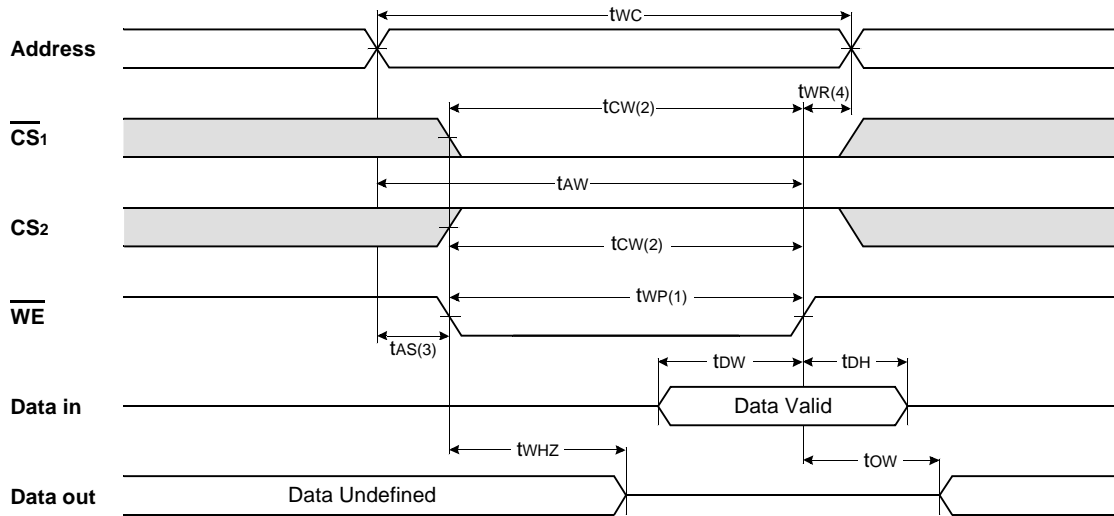 tWC
Address
tCW(2)
tWR(4)
CS1
tAW
CS2
tCW(2)
tWP(1)
WE
tAS(3)
tDW
tDH
Data in
Data Valid
tWHZ
tOW
Data out
Data Undefined